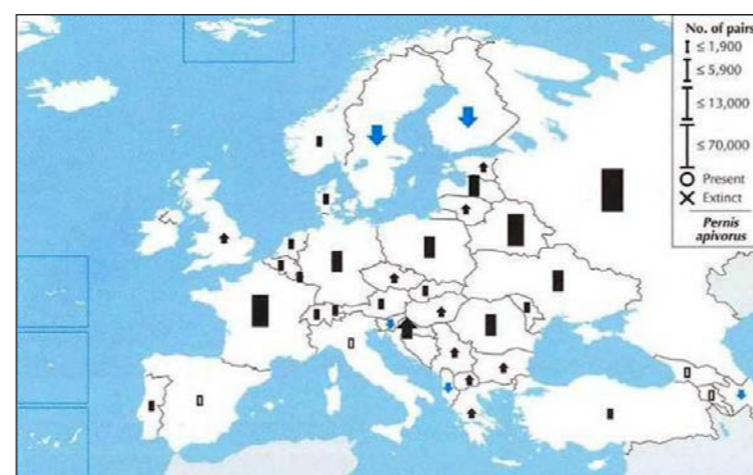 No. of pairs
≤ 1,900
≤ 5,900
≤ 13,000
≤ 70,000
Present
Extinct
Pernis
apivorus